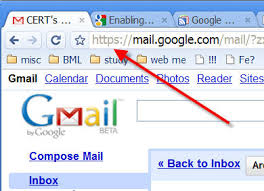 CERT's Enabling Google
https://mail.google.com/mail/?z
misc BML study web me !!! Fe?
Gmail Calendar Documents Photos Reader Sites
Gmail
by Google BETA
Compose Mail
Inbox
« Back to Inbox Ar